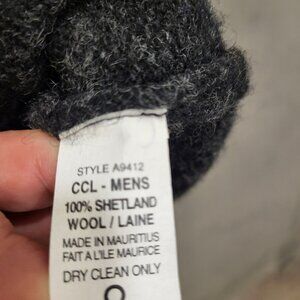 STYLE A9412
CCL - MENS
100% SHETLAND
WOOL / LAINE
MADE IN MAURITIUS
FAIT A L'ILE MAURICE
DRY CLEAN ONLY